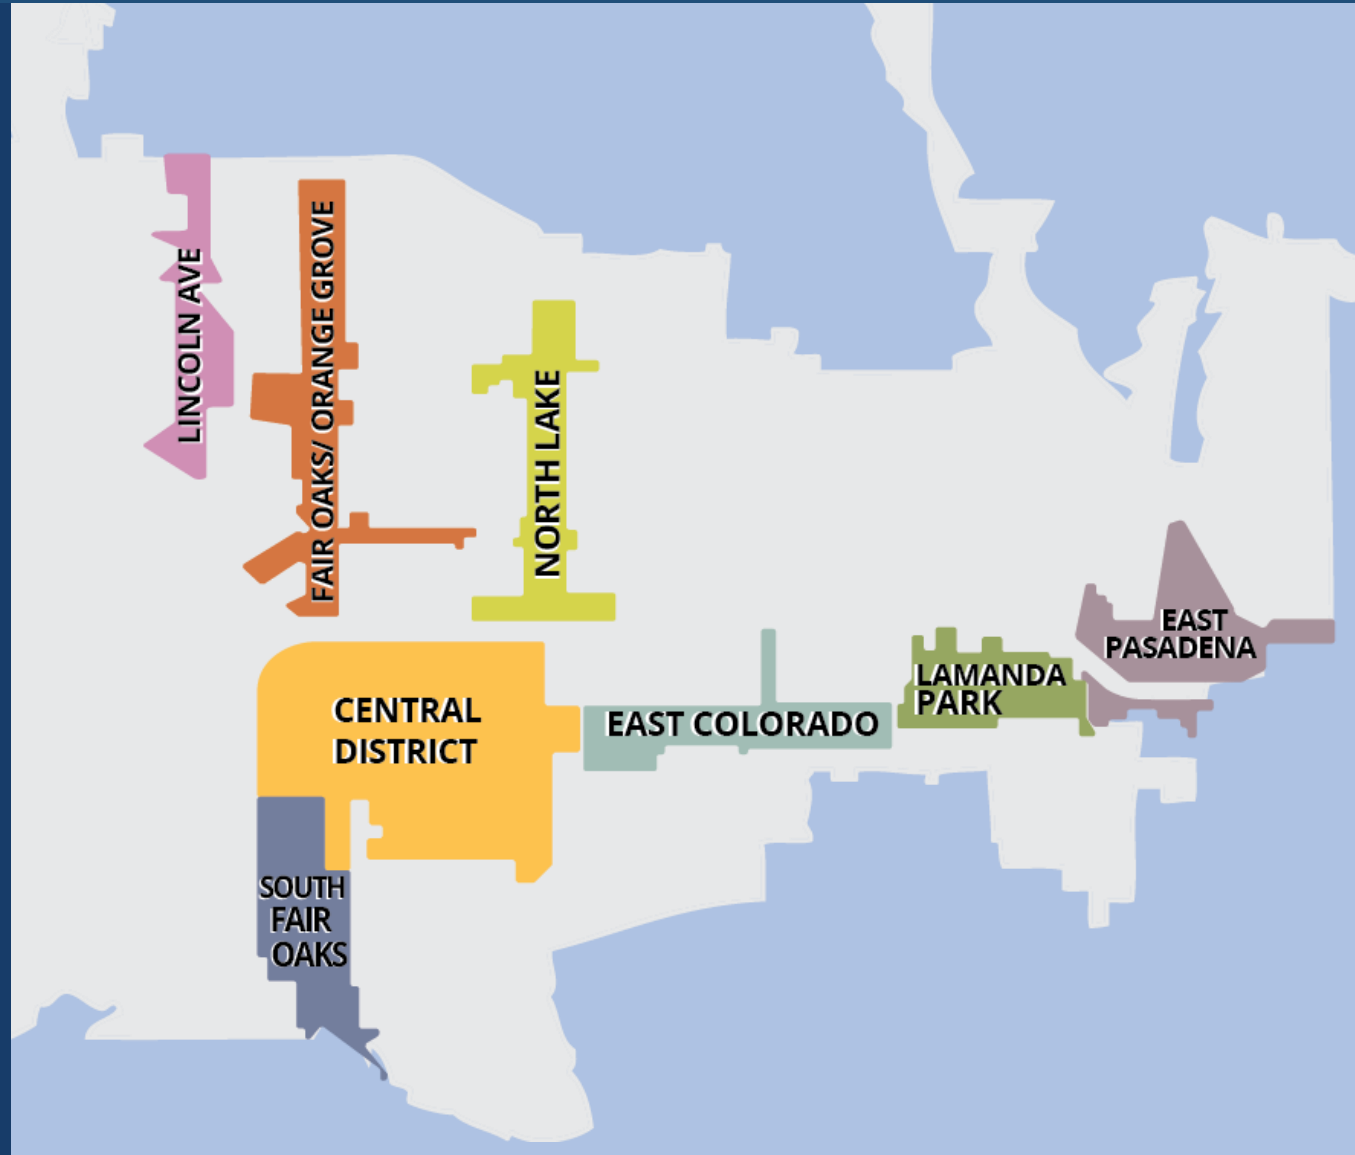 LINCOLN AVE
FAIR OAKS/ ORANGE GROVE
NORTH LAKE
EAST
PASADENA
LAMANDA
PARK
CENTRAL
DISTRICT
EAST COLORADO
SOUTH
FAIR
OAKS